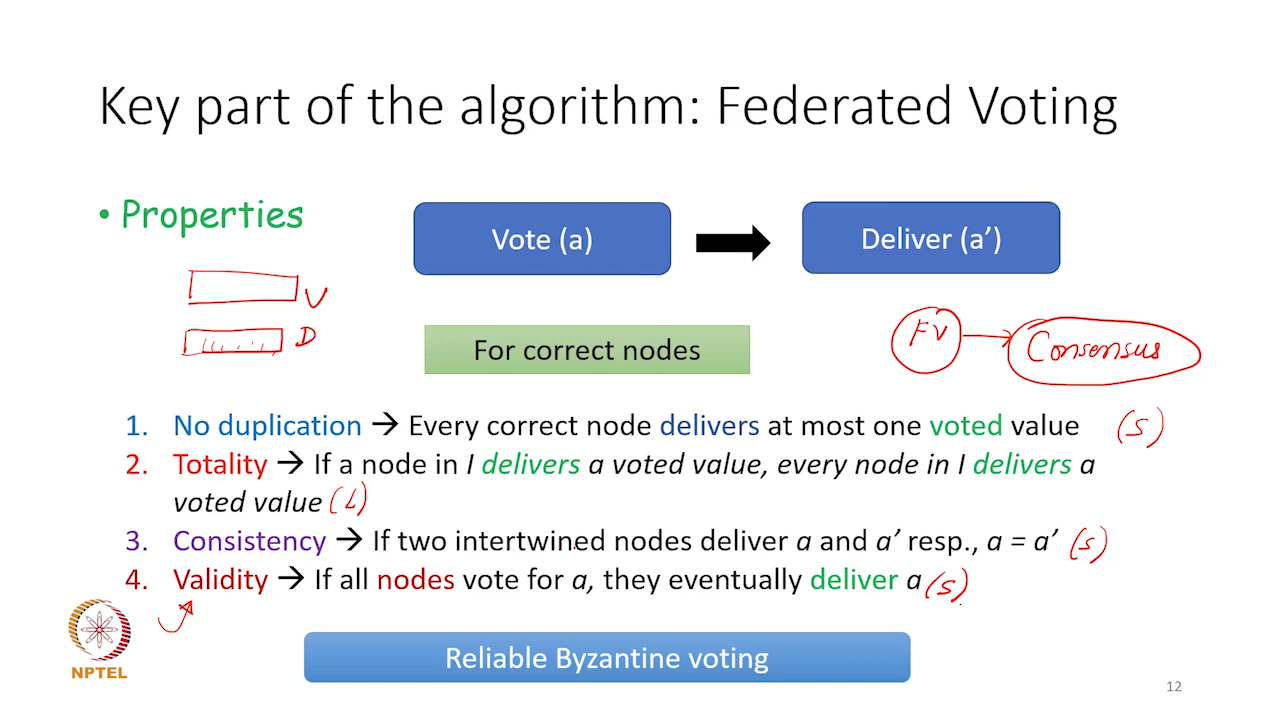 Key part of the algorithm: Federated Voting
• Properties
Vote (a)
Deliver (a’)
V
D
For correct nodes
FV
Consensus
1. No duplication → Every correct node delivers at most one voted value (S)
2. Totality → If a node in I delivers a voted value, every node in I delivers a
voted value (L)
3. Consistency → If two intertwined nodes deliver a and a’ resp., a = a’ (S)
4. Validity → If all nodes vote for a, they eventually deliver a (S)
Reliable Byzantine voting
NPTEL
12